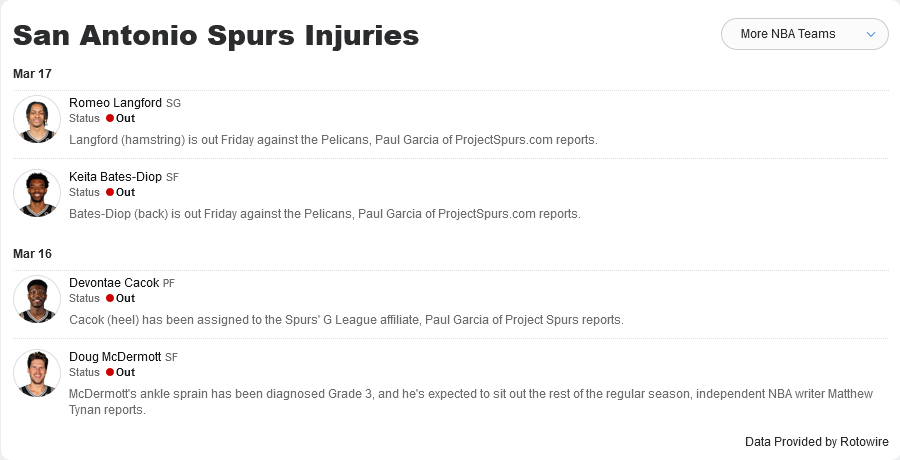 San Antonio Spurs Injuries
More NBA Teams
Mar 17
Romeo Langford SG
Status Out
Langford (hamstring) is out Friday against the Pelicans, Paul Garcia of ProjectSpurs.com reports.
Keita Bates-Diop SF
Status Out
Bates-Diop (back) is out Friday against the Pelicans, Paul Garcia of ProjectSpurs.com reports.
Mar 16
Devontae Cacok PF
Status Out
Cacok (heel) has been assigned to the Spurs' G League affiliate, Paul Garcia of Project Spurs reports.
Doug McDermott SF
Status Out
McDermott's ankle sprain has been diagnosed Grade 3, and he's expected to sit out the rest of the regular season, independent NBA writer Matthew
Tynan reports.
Data Provided by Rotowire